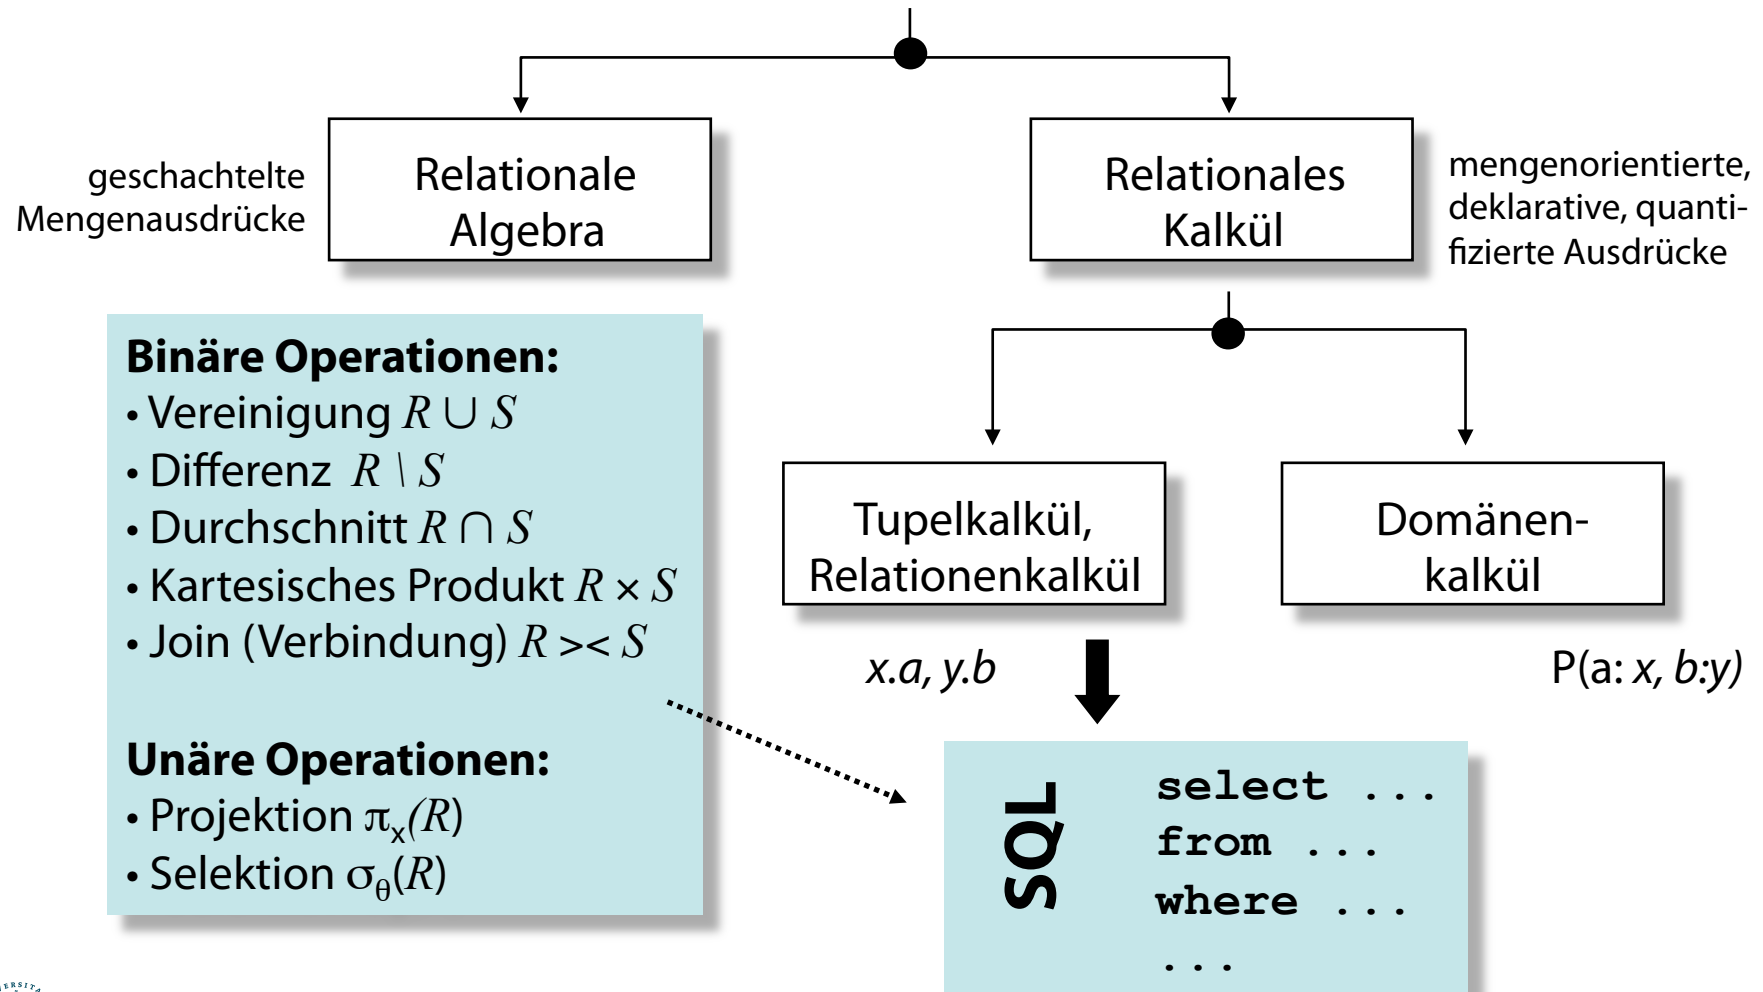 geschachtelte
Mengenausdrücke
Relationale
Algebra
Relationales
Kalkül
mengenorientierte,
deklarative, quanti-
fizierte Ausdrücke
Binäre Operationen:
• Vereinigung R ∪ S
• Differenz R \ S
• Durchschnitt R ∩ S
• Kartesisches Produkt R × S
• Join (Verbindung) R >< S
Unäre Operationen:
• Projektion πx(R)
• Selektion σθ(R)
Tupelkalkül,
Relationenkalkül
Domänen-
kalkül
x.a, y.b
P(a: x, b:y)
SQL
select ...
from ...
where ...
...